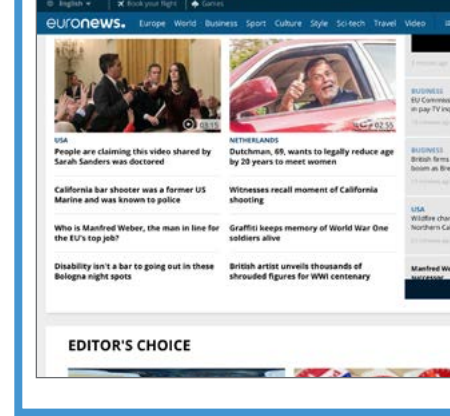 English
Book your flight
Games
euronews.
Europe World Business Sport Culture Style Sci-tech Travel Video
03:15
USA
People are claiming this video shared by
Sarah Sanders was doctored
02:55
NETHERLANDS
Dutchman, 69, wants to legally reduce age
by 20 years to meet women
California bar shooter was a former US
Marine and was known to police
Witnesses recall moment of California
shooting
Who is Manfred Weber, the man in line for
the EU's top job?
Graffiti keeps memory of World War One
soldiers alive
Disability isn't a bar to going out in these
Bologna night spots
British artist unveils thousands of
shrouded figures for WWI centenary
BUSINESS
EU Commiss
in pay-TV inq
BUSINESS
British firms
boom as Bre
USA
Wildfire char
Northern Ca
Manfred We
EDITOR'S CHOICE